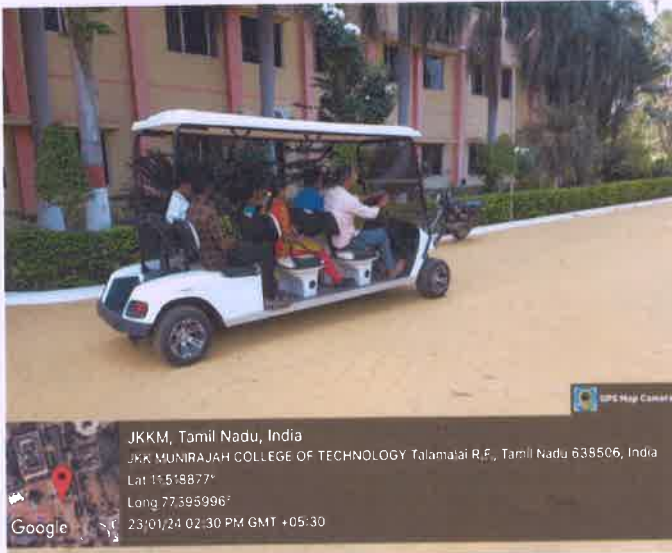 GPS Map Camera
JKKM, Tamil Nadu, India
JKK MUNIRAJAH COLLEGE OF TECHNOLOGY Talamalai R.F., Tamil Nadu 638506, India
Lat 11.518877°
Long 77.395996°
23/01/24 02:30 PM GMT +05:30
Google